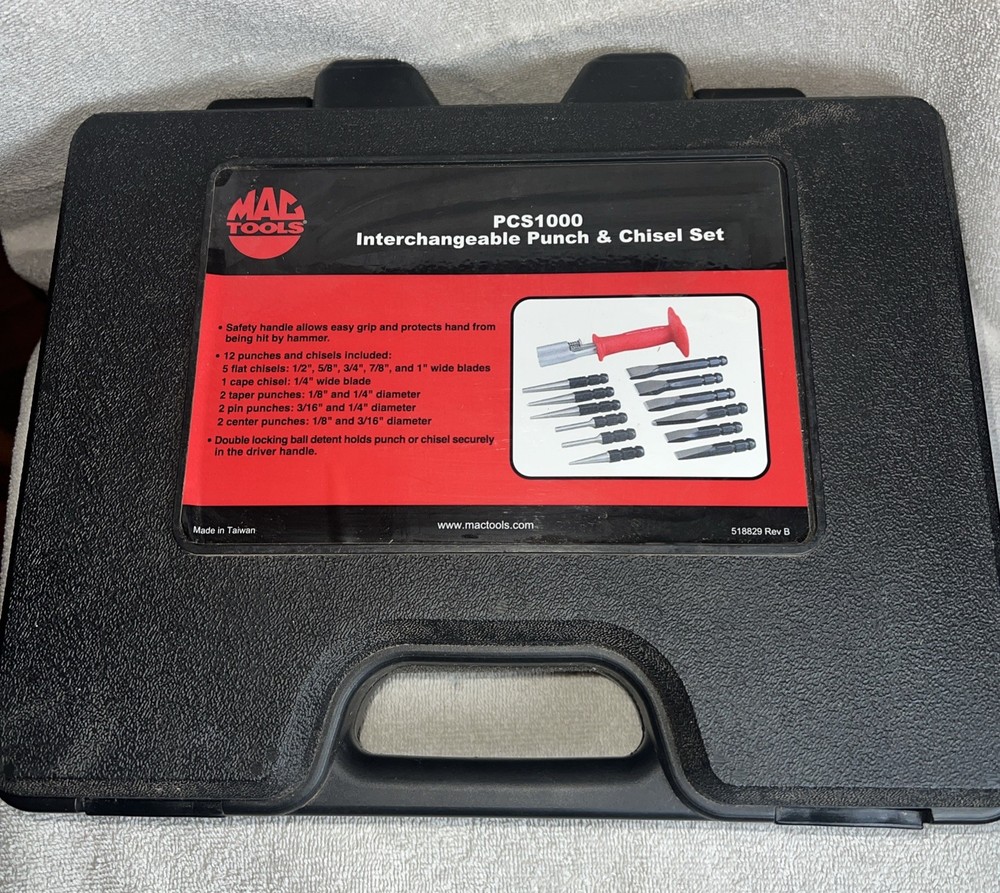 MAC
TOOLS®
PCS1000
Interchangeable Punch & Chisel Set
• Safety handle allows easy grip and protects hand from
being hit by hammer.
• 12 punches and chisels included:
5 flat chisels: 1/2", 5/8", 3/4", 7/8", and 1" wide blades
1 cape chisel: 1/4" wide blade
2 taper punches: 1/8" and 1/4" diameter
2 pin punches: 3/16" and 1/4" diameter
2 center punches: 1/8" and 3/16" diameter
• Double locking ball detent holds punch or chisel securely
in the driver handle.
Made in Taiwan
www.mactools.com
518829 Rev B